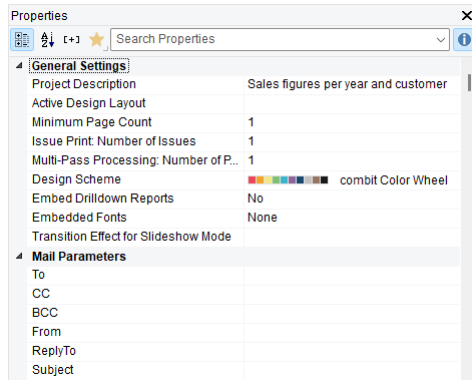 Properties
Search Properties
General Settings
Project Description Sales figures per year and customer
Active Design Layout
Minimum Page Count 1
Issue Print: Number of Issues 1
Multi-Pass Processing: Number of P... 1
Design Scheme combit Color Wheel
Embed Drilldown Reports No
Embedded Fonts None
Transition Effect for Slideshow Mode
Mail Parameters
To
CC
BCC
From
ReplyTo
Subject